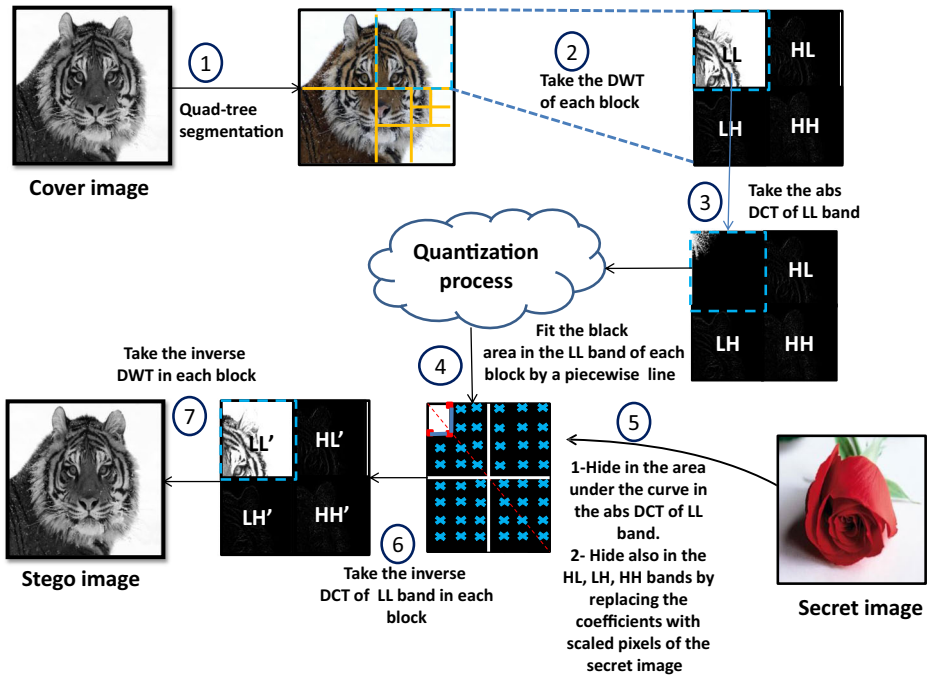 1
Quad-tree
segmentation
Cover image
2
Take the DWT
of each block
LL
HL
LH
HH
3
Take the abs
DCT of LL band
HL
LH
HH
Quantization
process
4
Fit the black
area in the LL band of each
block by a piecewise line
5
1-Hide in the area
under the curve in
the abs DCT of LL
band.
2- Hide also in the
HL, LH, HH bands by
replacing the
coefficients with
scaled pixels of the
secret image
Secret image
6
Take the inverse
DCT of LL band in each
block
Take the inverse
DWT in each block
7
LL’
HL’
LH’
HH’
Stego image